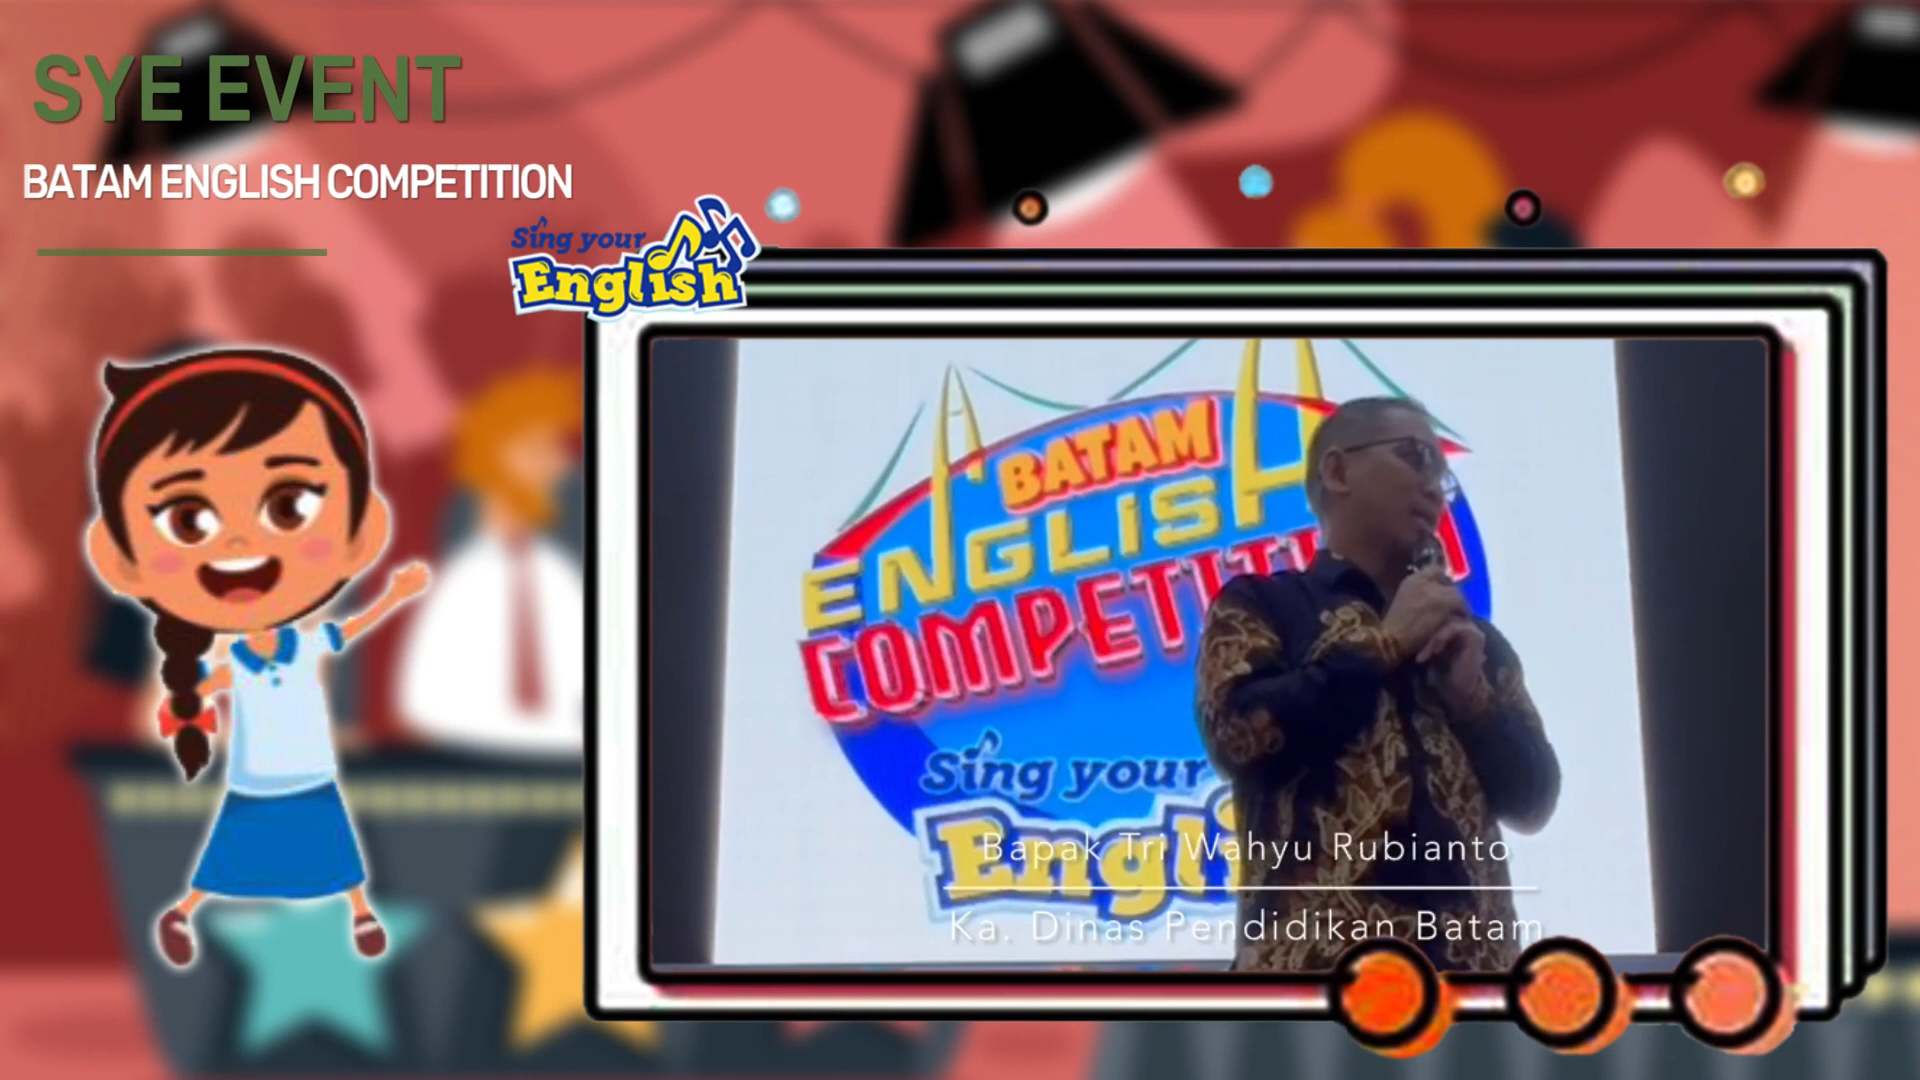 SYE EVENT
BATAM ENGLISH COMPETITION
Sing your
English
BATAM
ENGLISH
Sing your
Bapak Tri Wahyu Rubianto
Ka. Dinas Pendidikan Batam